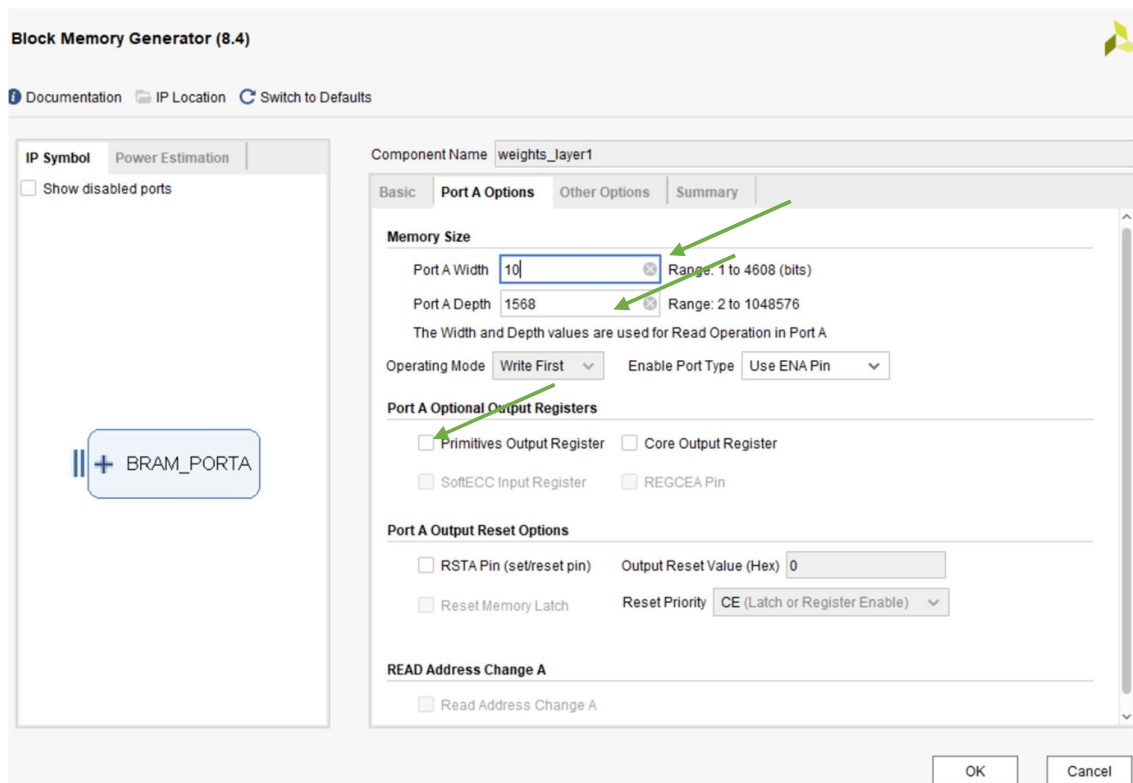 Block Memory Generator (8.4)
Documentation IP Location Switch to Defaults
IP Symbol Power Estimation
Show disabled ports
BRAM_PORTA
Component Name weights_layer1
Basic Port A Options Other Options Summary
Memory Size
Port A Width 10 Range: 1 to 4608 (bits)
Port A Depth 1568 Range: 2 to 1048576
The Width and Depth values are used for Read Operation in Port A
Operating Mode Write First Enable Port Type Use ENA Pin
Port A Optional Output Registers
Primitives Output Register Core Output Register
SoftECC Input Register REGCEA Pin
Port A Output Reset Options
RSTA Pin (set/reset pin) Output Reset Value (Hex) 0
Reset Memory Latch Reset Priority CE (Latch or Register Enable)
READ Address Change A
Read Address Change A
OK Cancel